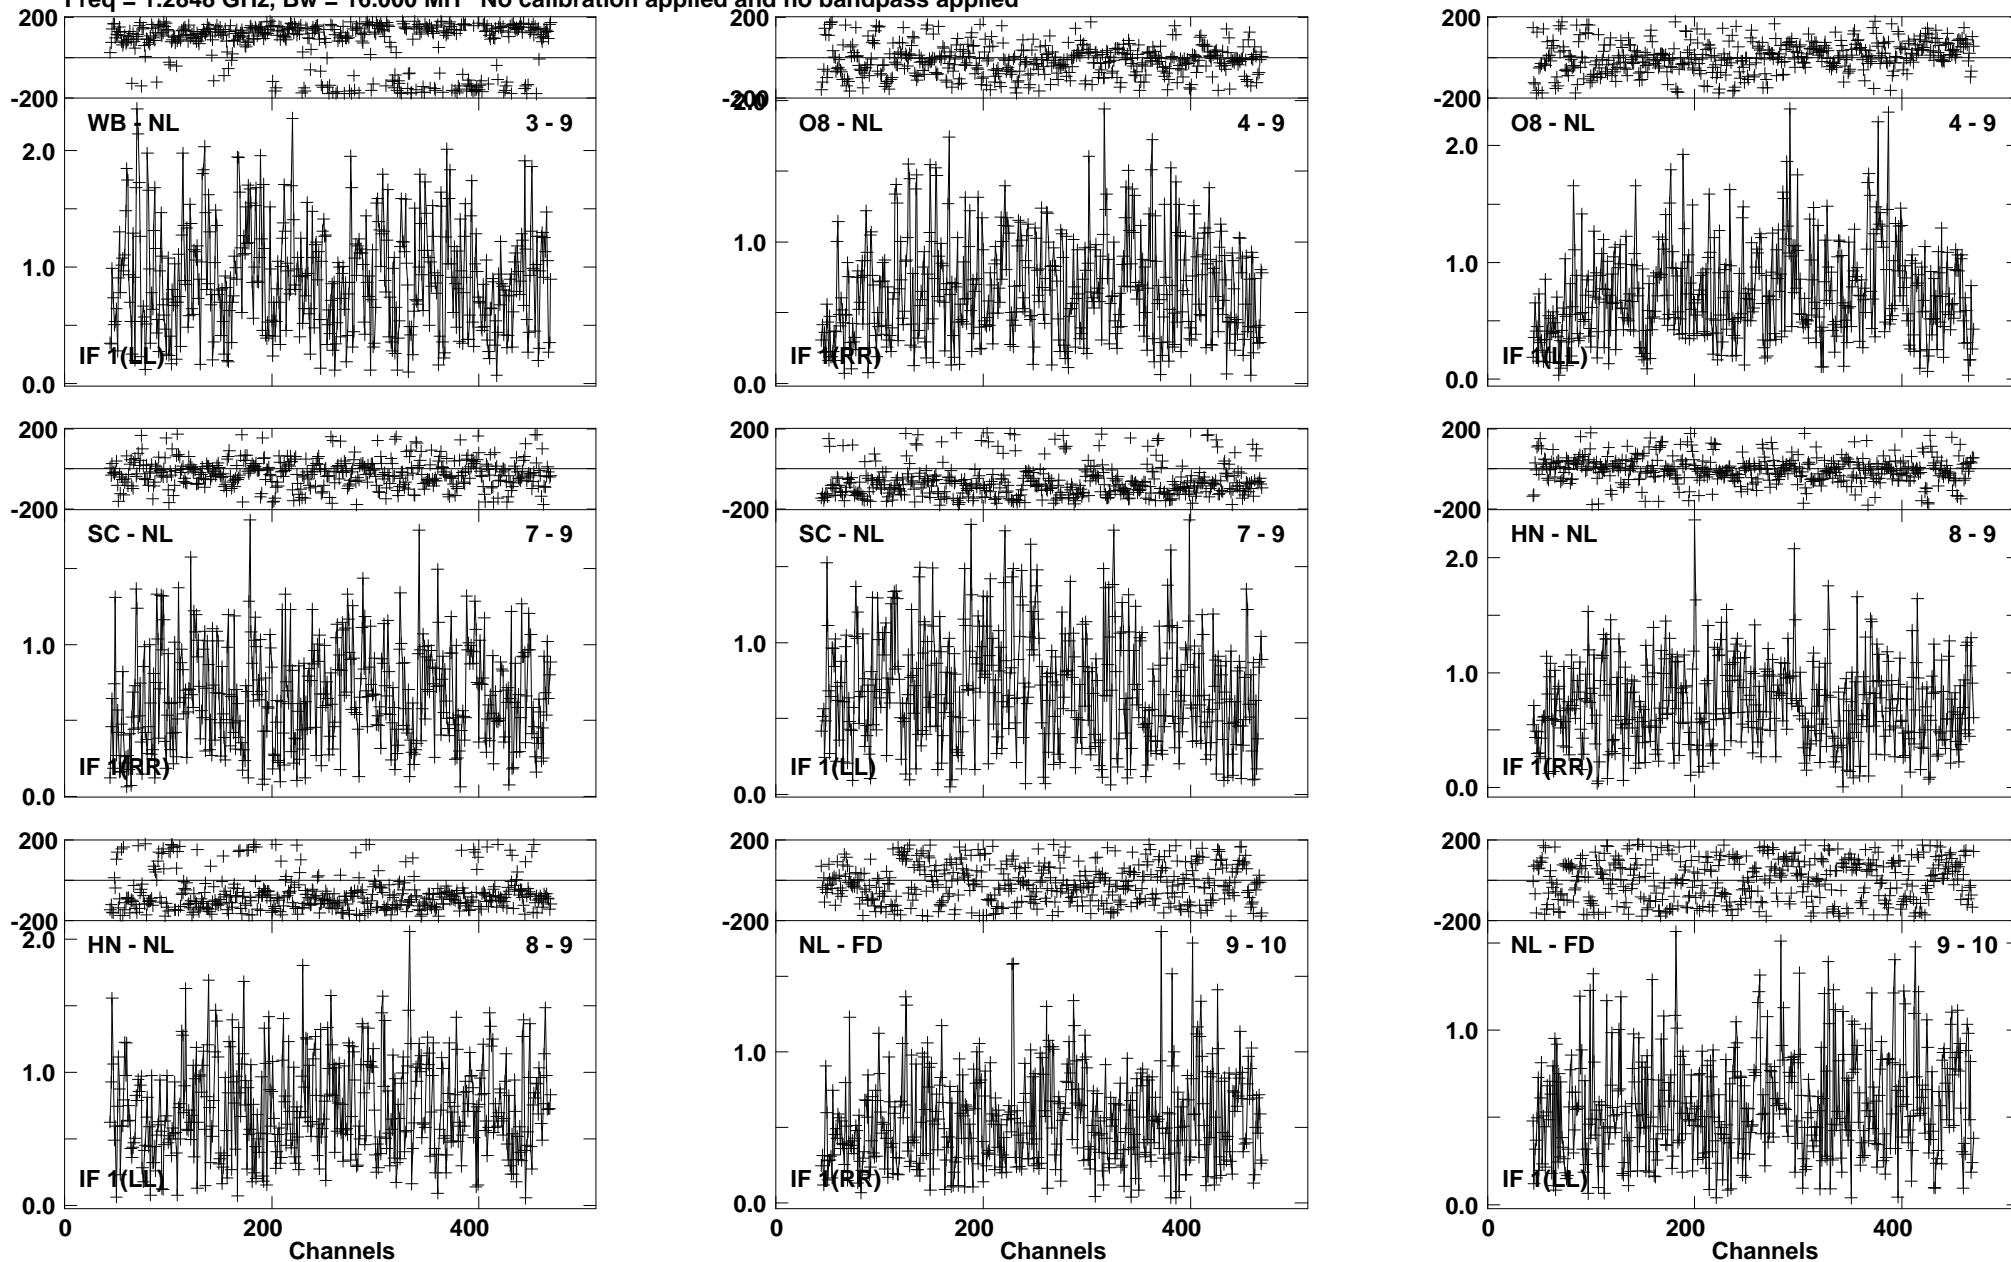 Freq = 1.2848 GHz, Bw = 16.000 MH No calibration applied and no bandpass applied
200
-200
WB - NL 3 - 9
2.0
1.0
IF 1(LL)
0.0
200
-200
2.0
O8 - NL 4 - 9
1.0
IF 1(RR)
0.0
200
-200
O8 - NL 4 - 9
2.0
1.0
IF 1(LL)
0.0
200
-200
SC - NL 7 - 9
1.0
IF 1(RR)
0.0
200
-200
SC - NL 7 - 9
1.0
IF 1(LL)
0.0
200
-200
HN - NL 8 - 9
2.0
1.0
IF 1(RR)
0.0
200
-200
2.0
HN - NL 8 - 9
1.0
IF 1(LL)
0.0
0 200 400
Channels
200
-200
NL - FD 9 - 10
1.0
IF 1(RR)
0.0
0 200 400
Channels
200
-200
NL - FD 9 - 10
1.0
IF 1(LL)
0.0
0 200 400
Channels